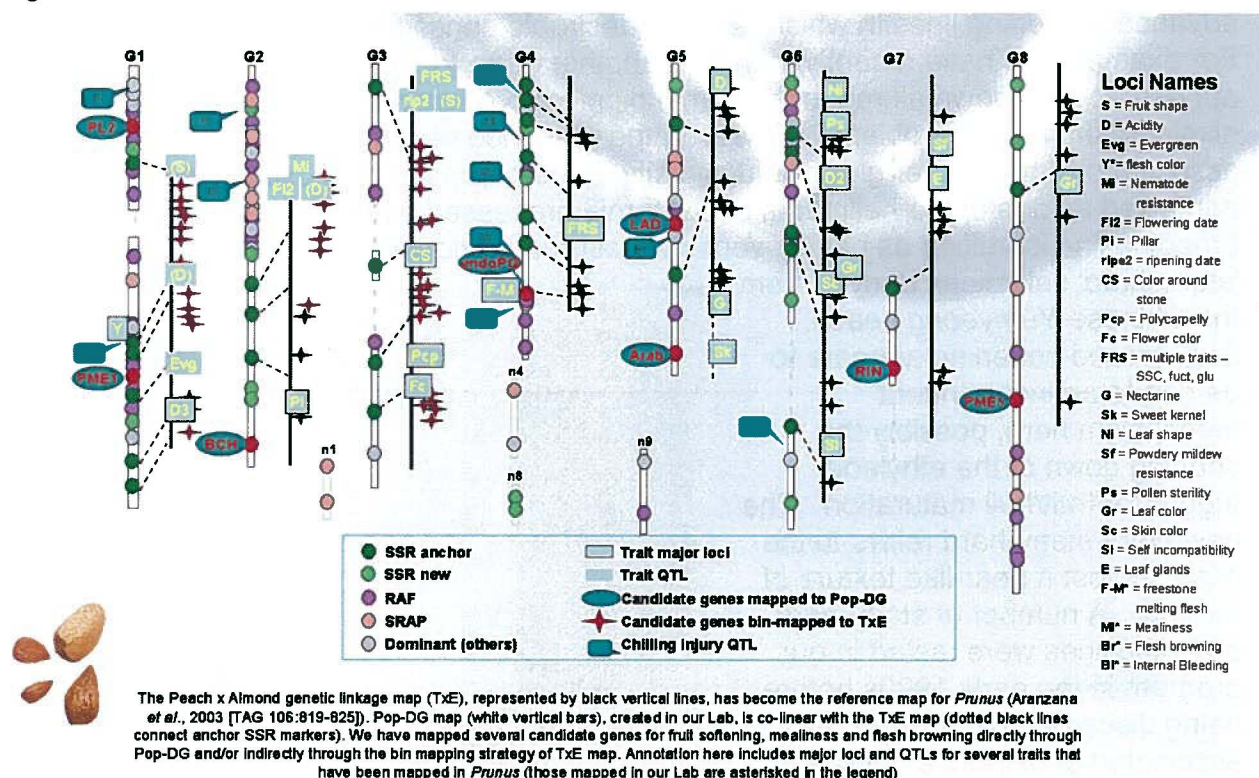 G1
G2
G3
G4
G5
G6
G7
G8
FRS
rip2 (S)
D
Ni
Ps
Sf
Gr
PL2
(S)
Mi
Fl2 (D)
D2
E
LAD
FRS
CS
Gr
Sc
(D)
endoPG
F-M
G
Y
Sk
Arab
RIN
PME1
Evg
Pcp
Fc
PME5
D3
Pi
n4
BCH
n1
n9
SI
n8
Loci Names
S = Fruit shape
D = Acidity
Evg = Evergreen
Y* = flesh color
Mi = Nematode
resistance
Fl2 = Flowering date
Pi = Pillar
ripe2 = ripening date
CS = Color around
stone
Pcp = Polycarpelly
Fc = Flower color
FRS = multiple traits –
SSC, fuct, glu
G = Nectarine
Sk = Sweet kernel
Ni = Leaf shape
Sf = Powdery mildew
resistance
Ps = Pollen sterility
Gr = Leaf color
Sc = Skin color
SI = Self incompatibility
E = Leaf glands
F-M* = freestone
melting flesh
MI* = Mealiness
Br* = Flesh browning
Bl* = Internal Bleeding
SSR anchor
SSR new
RAF
SRAP
Dominant (others)
Trait major loci
Trait QTL
Candidate genes mapped to Pop-DG
Candidate genes bin-mapped to TxE
Chilling injury QTL
The Peach x Almond genetic linkage map (TxE), represented by black vertical lines, has become the reference map for Prunus (Aranzana
et al., 2003 [TAG 106:819-825]). Pop-DG map (white vertical bars), created in our Lab, is co-linear with the TxE map (dotted black lines
connect anchor SSR markers). We have mapped several candidate genes for fruit softening, mealiness and flesh browning directly through
Pop-DG and/or indirectly through the bin mapping strategy of TxE map. Annotation here includes major loci and QTLs for several traits that
have been mapped in Prunus (those mapped in our Lab are asterisked in the legend)